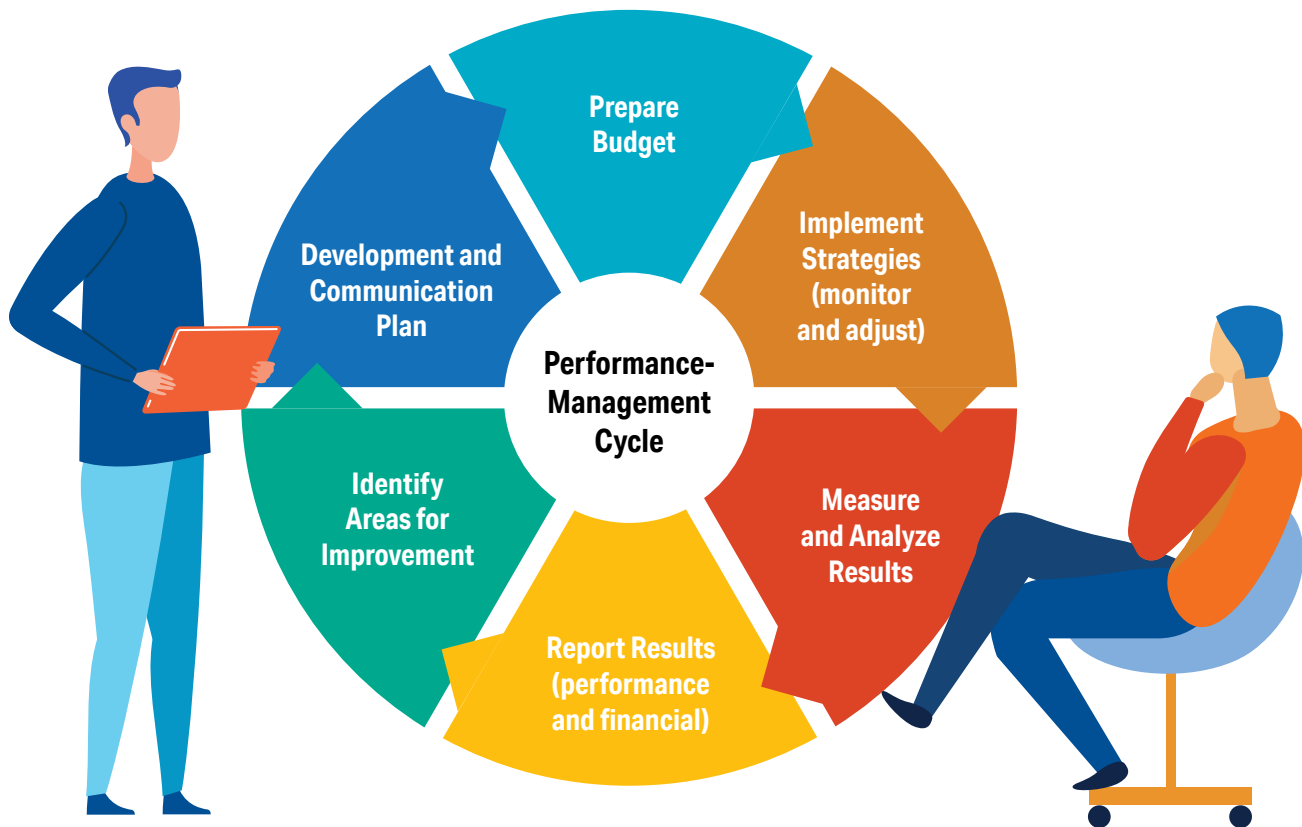 Prepare
Budget
Implement
Strategies
(monitor
and adjust)
Measure
and Analyze
Results
Report Results
(performance
and financial)
Identify
Areas for
Improvement
Development and
Communication
Plan
Performance-
Management
Cycle